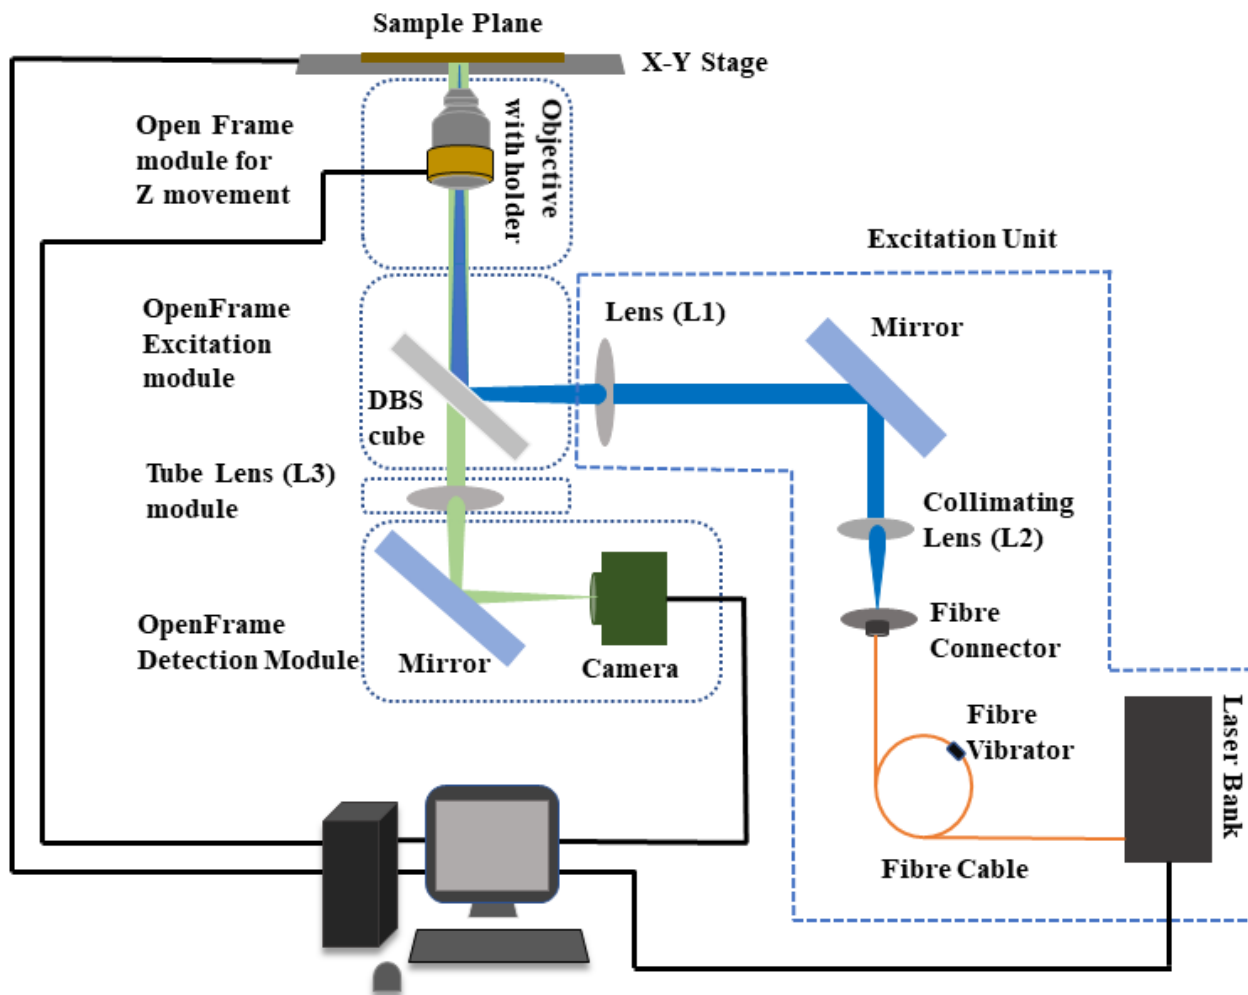 Sample Plane
X-Y Stage
Open Frame
module for
Z movement
Objective
with holder
Excitation Unit
OpenFrame
Excitation
module
Lens (L1)
Mirror
DBS
cube
Tube Lens (L3)
module
Collimating
Lens (L2)
OpenFrame
Detection Module
Mirror
Camera
Fibre
Connector
Fibre
Vibrator
Laser Bank
Fibre Cable